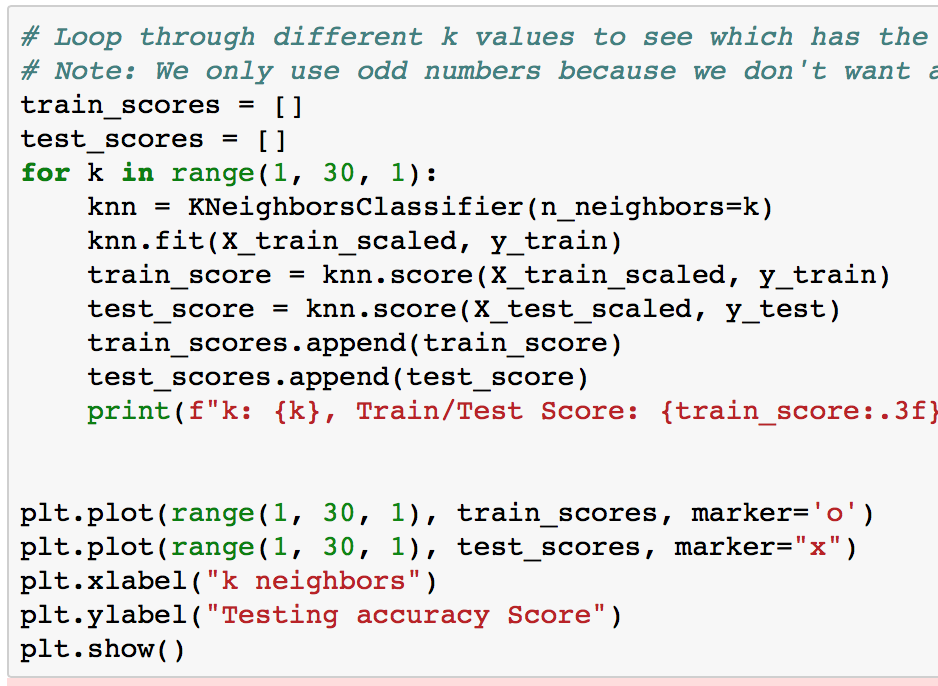 # Loop through different k values to see which has the
# Note: We only use odd numbers because we don't want
train_scores = []
test_scores = []
for k in range(1, 30, 1):
    knn = KNeighborsClassifier(n_neighbors=k)
    knn.fit(X_train_scaled, y_train)
    train_score = knn.score(X_train_scaled, y_train)
    test_score = knn.score(X_test_scaled, y_test)
    train_scores.append(train_score)
    test_scores.append(test_score)
    print(f"k: {k}, Train/Test Score: {train_score:.3f}
plt.plot(range(1, 30, 1), train_scores, marker='o')
plt.plot(range(1, 30, 1), test_scores, marker="x")
plt.xlabel("k neighbors")
plt.ylabel("Testing accuracy Score")
plt.show()